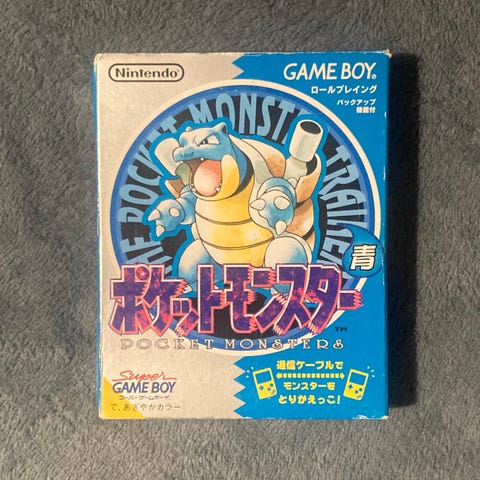 Nintendo
GAME BOY
ロールプレイング
バックアップ
機能付
THE POCKET MONSTER TRAINER
青
ポケットモンスター
TM
POCKET MONSTERS
Super
GAME BOY
スーパーゲームボーイ
で、あざやかカラー
通信ケーブルで
モンスターを
とりかえっこ!